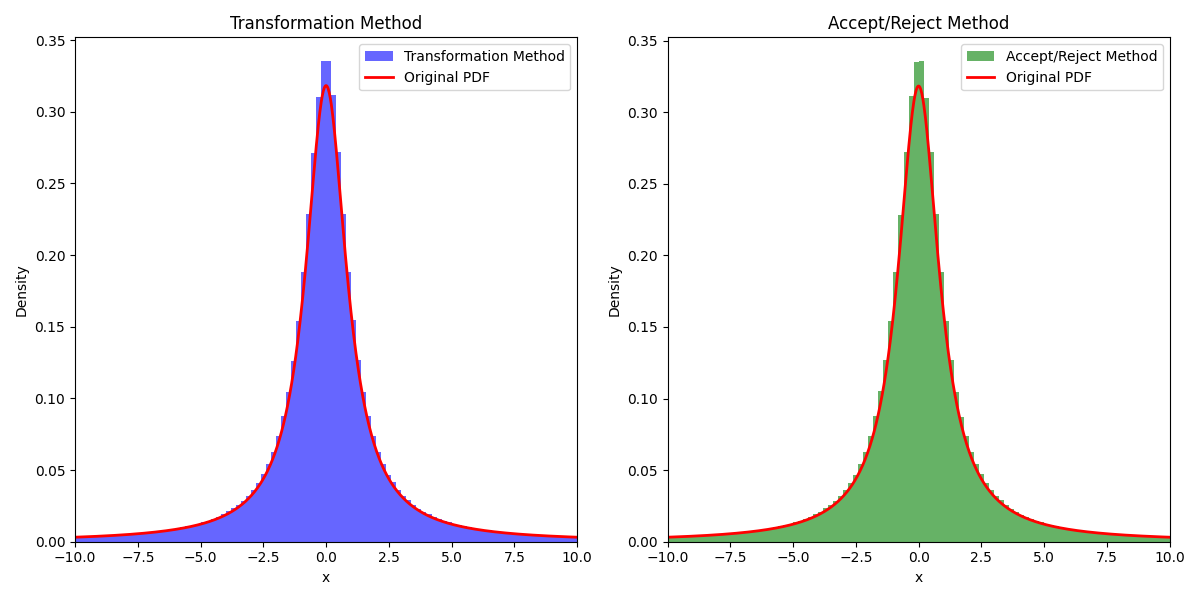 Transformation Method
Transformation Method
Original PDF
0.35
0.30
0.25
0.20
0.15
0.10
0.05
0.00
Density
−10.0 −7.5 −5.0 −2.5 0.0 2.5 5.0 7.5 10.0
x
Accept/Reject Method
Accept/Reject Method
Original PDF
0.35
0.30
0.25
0.20
0.15
0.10
0.05
0.00
Density
−10.0 −7.5 −5.0 −2.5 0.0 2.5 5.0 7.5 10.0
x